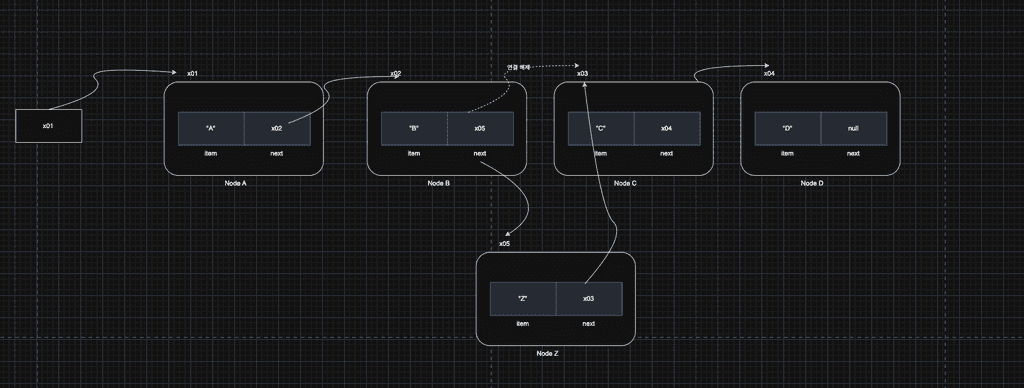 x01
x01
"A"
x02
item
next
Node A
x02
"B"
x05
item
next
Node B
연결 해제
x03
"C"
x04
item
next
Node C
x04
"D"
null
item
next
Node D
x05
"Z"
x03
item
next
Node Z